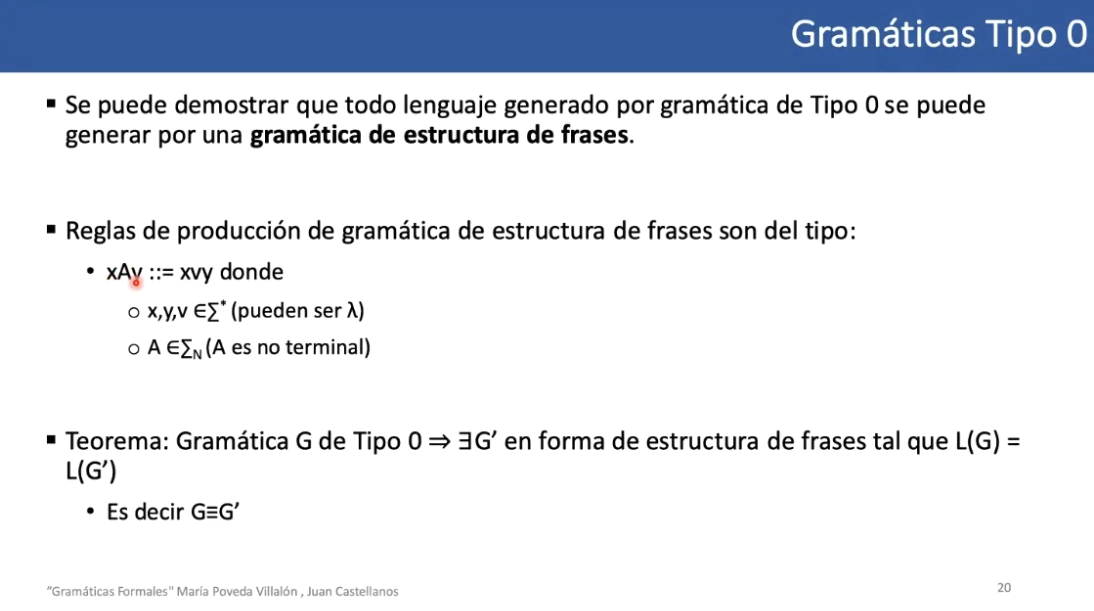 Gramáticas Tipo 0
▪ Se puede demostrar que todo lenguaje generado por gramática de Tipo 0 se puede
generar por una gramática de estructura de frases.
▪ Reglas de producción de gramática de estructura de frases son del tipo:
• xAy ::= xvy donde
○ x,y,v ∈∑* (pueden ser λ)
○ A ∈∑N (A es no terminal)
▪ Teorema: Gramática G de Tipo 0 ⇒ ∃G’ en forma de estructura de frases tal que L(G) =
L(G’)
• Es decir G≡G’
"Gramáticas Formales" María Poveda Villalón , Juan Castellanos
20